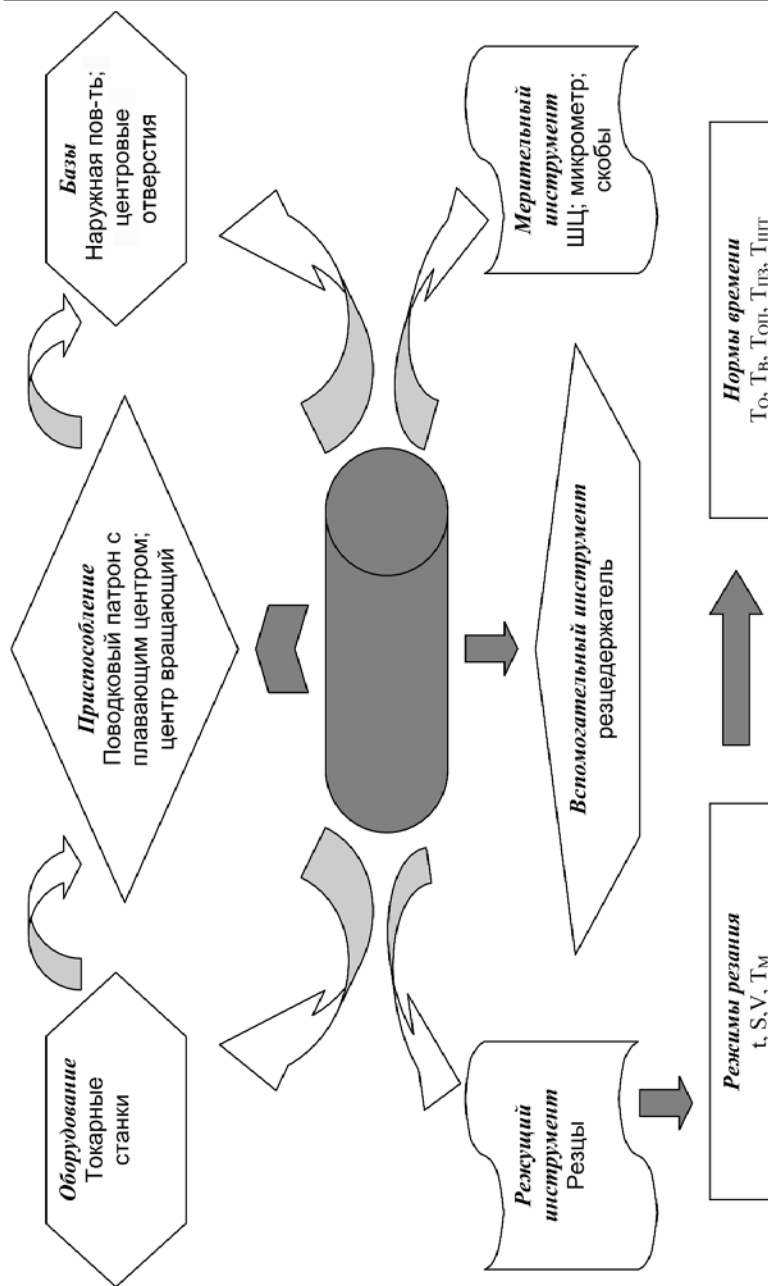 Оборудование
Токарные
станки
Приспособление
Поводковый патрон с
плавающим центром;
центр вращающий
Базы
Наружная пов-ть;
центровые
отверстия
Режущий
инструмент
Резцы
Вспомогательный инструмент
резцедержатель
Мерительный
инструмент
ШЦ; микрометр;
скобы
Режимы резания
t, S,V, TМ
Нормы времени
TО, TВ, TОП, TПЗ, TШТ